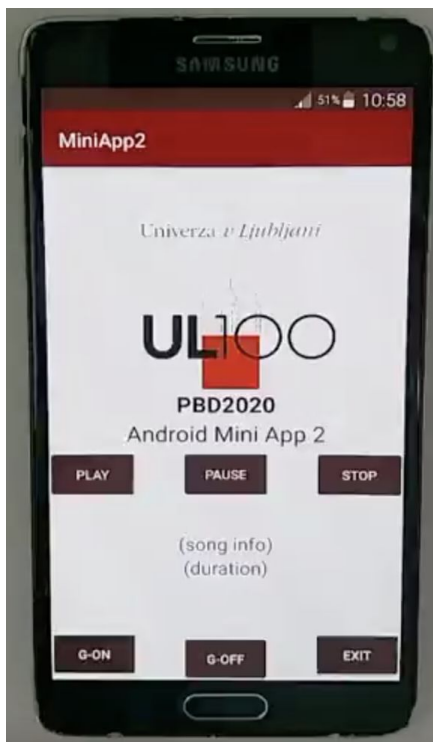 SAMSUNG
51% 10:58
MiniApp2
Univerza v Ljubljani
UL100
PBD2020
Android Mini App 2
PLAY PAUSE STOP
(song info)
(duration)
G-ON G-OFF EXIT